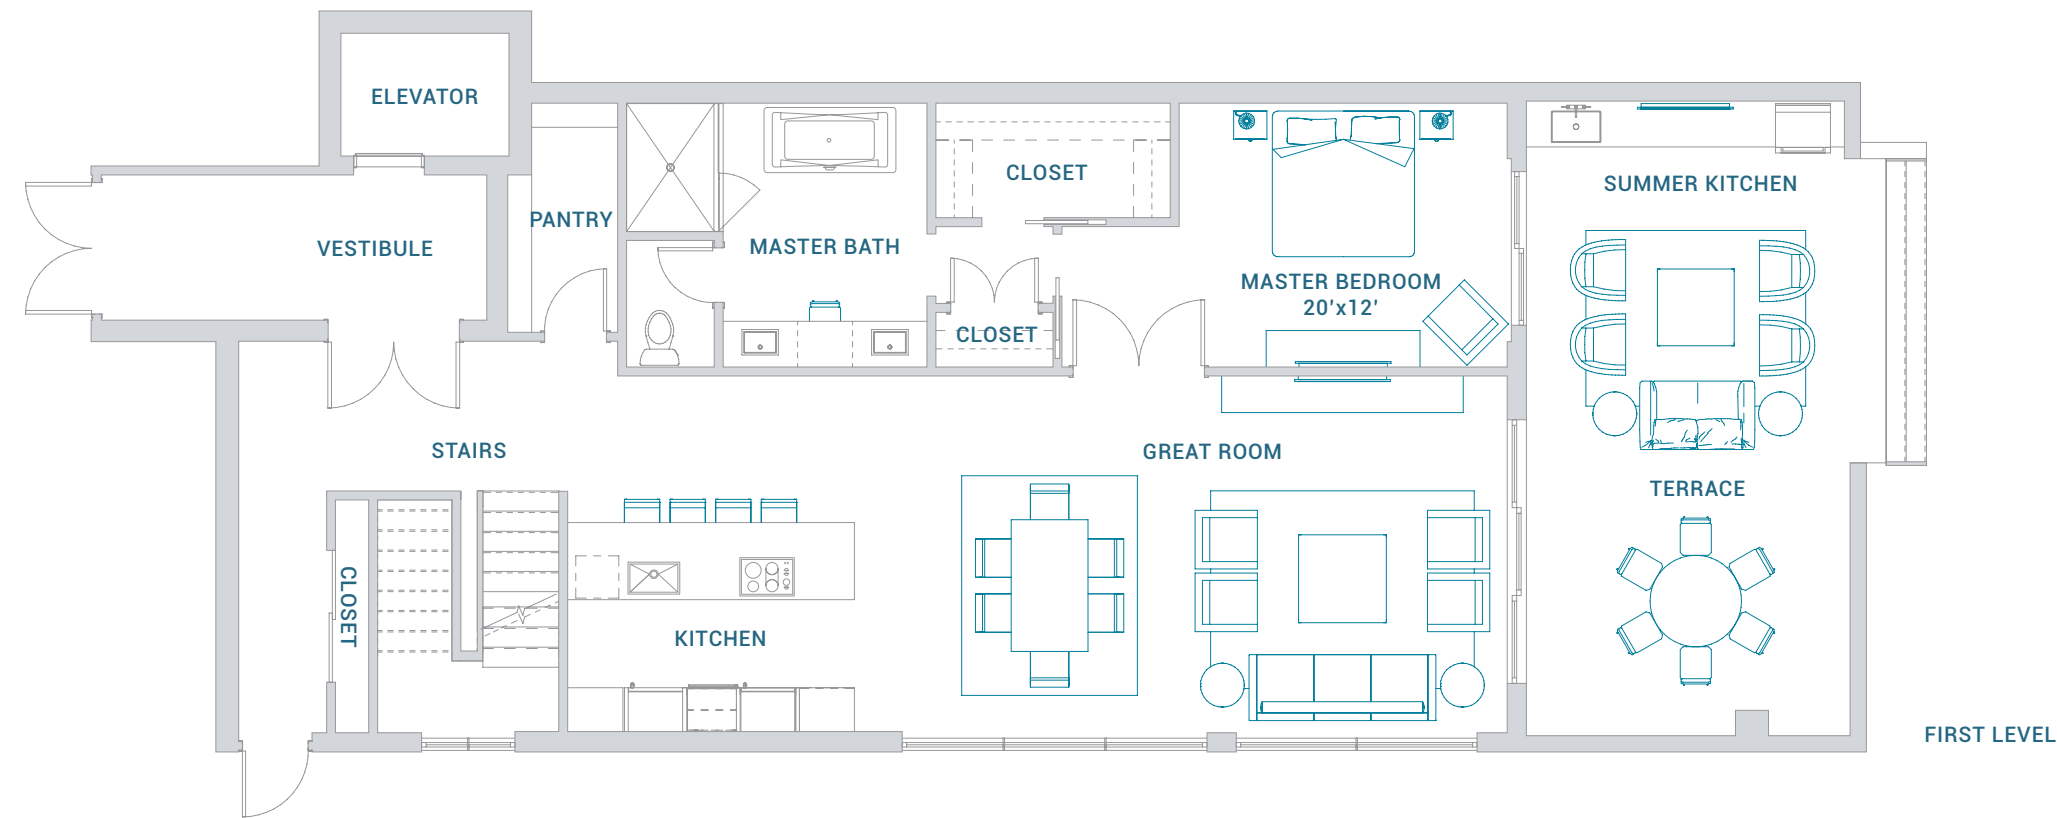 ELEVATOR
CLOSET
SUMMER KITCHEN
PANTRY
VESTIBULE
MASTER BATH
MASTER BEDROOM
20'x12'
CLOSET
STAIRS
GREAT ROOM
TERRACE
CLOSET
KITCHEN
FIRST LEVEL